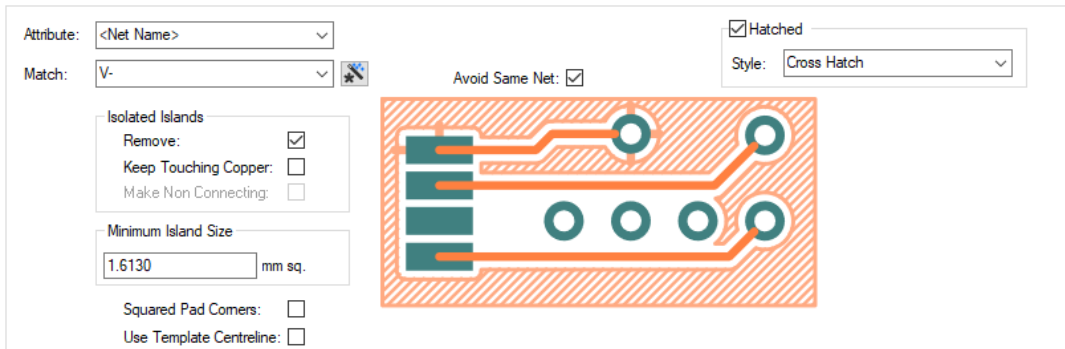 Attribute: <Net Name>
Hatched
Match: V-
Style: Cross Hatch
Avoid Same Net:
Isolated Islands
Remove:
Keep Touching Copper:
Make Non Connecting:
Minimum Island Size
1.6130 mm sq.
Squared Pad Corners:
Use Template Centreline: